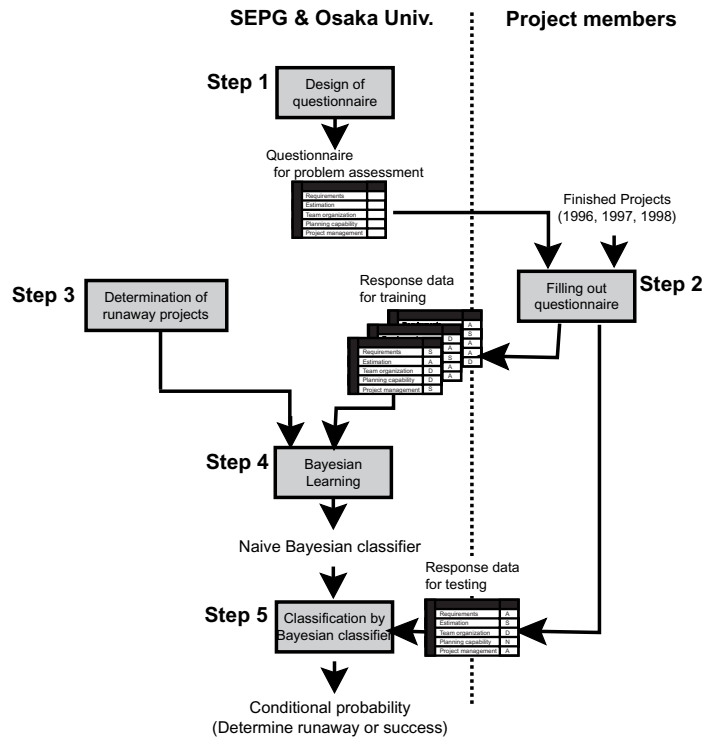 SEPG & Osaka Univ.
Project members
Step 1
Design of
questionnaire
Questionnaire
for problem assessment
Requirements
Estimation
Team organization
Planning capability
Project management
Finished Projects
(1996, 1997, 1998)
Step 2
Filling out
questionnaire
Step 3
Determination of
runaway projects
Response data
for training
A
S
D A
A
S A
A D
A
Requirements S
Estimation A
Team organization D
Planning capability D
Project management S
Step 4
Bayesian
Learning
Naive Bayesian classifier
Response data
for testing
Requirements A
Estimation S
Team organization D
Planning capability N
Project management A
Step 5
Classification by
Bayesian classifier
Conditional probability
(Determine runaway or success)